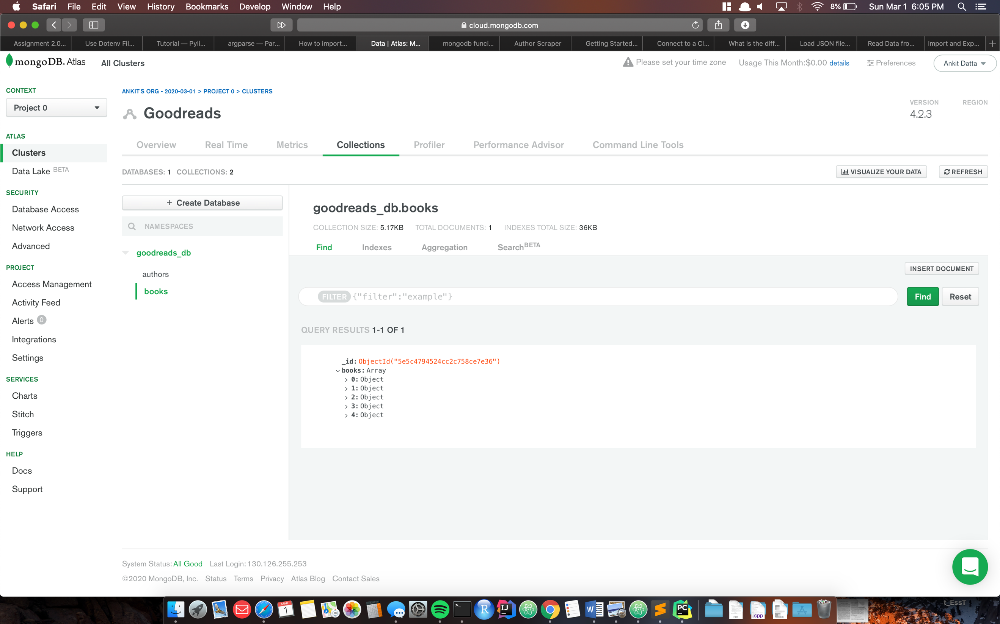 Safari File Edit View History Bookmarks Develop Window Help 8% Sun Mar 1 6:05 PM
cloud.mongodb.com
Assignment 2.0... Use Dotenv Fil... Tutorial — Pyli... argparse — Par... How to import... Data | Atlas: M... mongodb funci... Author Scraper Getting Started... Connect to a Cl... What is the diff... Load JSON file... Read Data fro... Import and Exp...
mongoDB. Atlas All Clusters Please set your time zone Usage This Month:$0.00 details Preferences Ankit Datta
CONTEXT
Project 0
ATLAS
Clusters
Data Lake BETA
SECURITY
Database Access
Network Access
Advanced
PROJECT
Access Management
Activity Feed
Alerts 0
Integrations
Settings
SERVICES
Charts
Stitch
Triggers
HELP
Docs
Support
ANKIT'S ORG - 2020-03-01 > PROJECT 0 > CLUSTERS
Goodreads
VERSION REGION
4.2.3
Overview Real Time Metrics Collections Profiler Performance Advisor Command Line Tools
DATABASES: 1 COLLECTIONS: 2 VISUALIZE YOUR DATA REFRESH
+ Create Database
NAMESPACES
goodreads_db
authors
books
goodreads_db.books
COLLECTION SIZE: 5.17KB TOTAL DOCUMENTS: 1 INDEXES TOTAL SIZE: 36KB
Find Indexes Aggregation Search BETA
INSERT DOCUMENT
FILTER {"filter":"example"} Find Reset
QUERY RESULTS 1-1 OF 1
_id: ObjectId("5e5c4794524cc2c758ce7e36")
books: Array
0: Object
1: Object
2: Object
3: Object
4: Object
System Status: All Good Last Login: 130.126.255.253
©2020 MongoDB, Inc. Status Terms Privacy Atlas Blog Contact Sales
MAR
1
R
IJ
W
PC
PDF
.cpp
DOCX
t_EssT